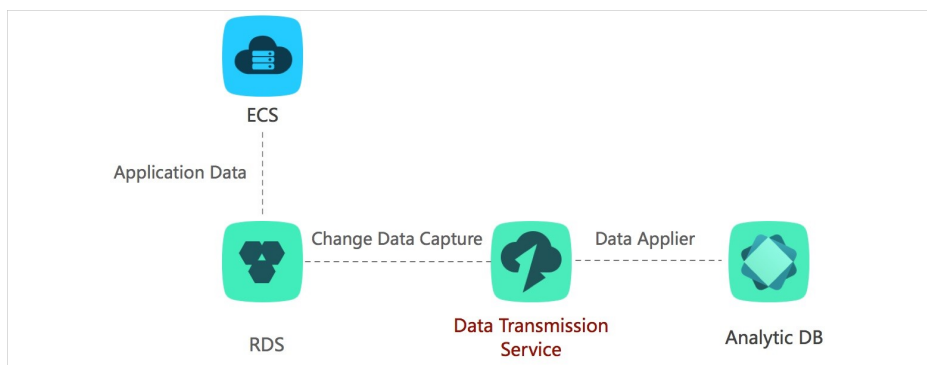 ECS
Application Data
Change Data Capture
Data Applier
RDS
Data Transmission
Service
Analytic DB